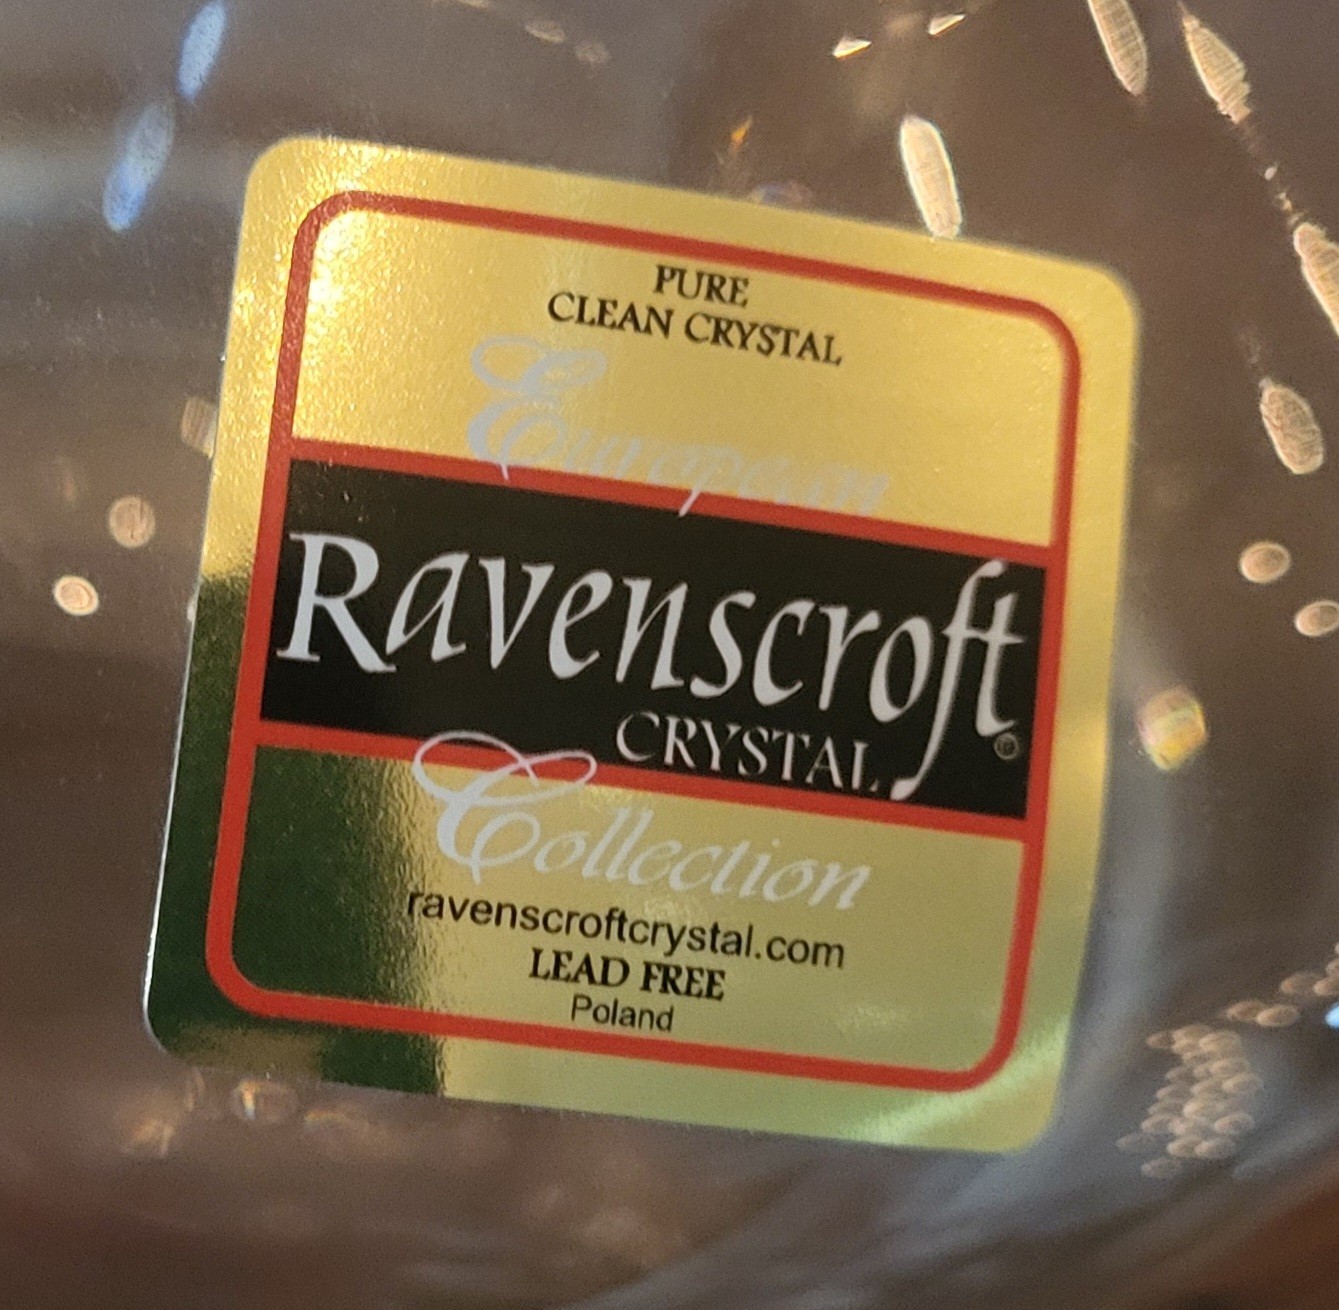 PURE
CLEAN CRYSTAL
European
Ravenscroft®
CRYSTAL
Collection
ravenscroftcrystal.com
LEAD FREE
Poland